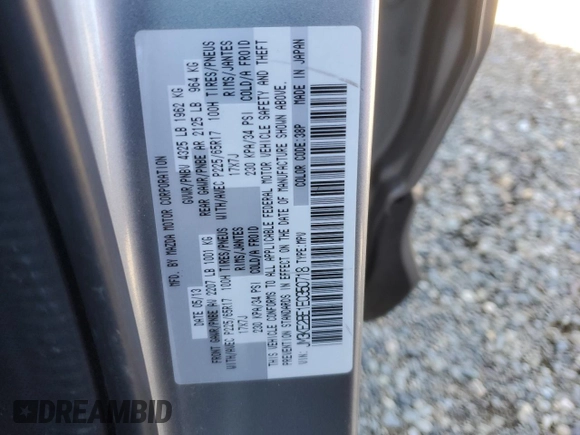 MFD. BY MAZDA MOTOR CORPORATION
DATE 05/13 GVWR/PNBV 4325 LB 1962 KG
FRONT GAWR/PNBE AV 2207 LB 1001 KG REAR GAWR/PNBE AR 2125 LB 964 KG
WITH/AVEC P225/65R17 100H TIRES/PNEUS WITH/AVEC P225/65R17 100H TIRES/PNEUS
17X7J RIMS/JANTES 17X7J RIMS/JANTES
230 KPA/34 PSI COLD/A FROID 230 KPA/34 PSI COLD/A FROID
THIS VEHICLE CONFORMS TO ALL APPLICABLE FEDERAL MOTOR VEHICLE SAFETY AND THEFT
PREVENTION STANDARDS IN EFFECT ON THE DATE OF MANUFACTURE SHOWN ABOVE.
VIN: JM3KE2BE1E0350718 TYPE: MPV COLOR CODE: 38P MADE IN JAPAN
DREAMBID